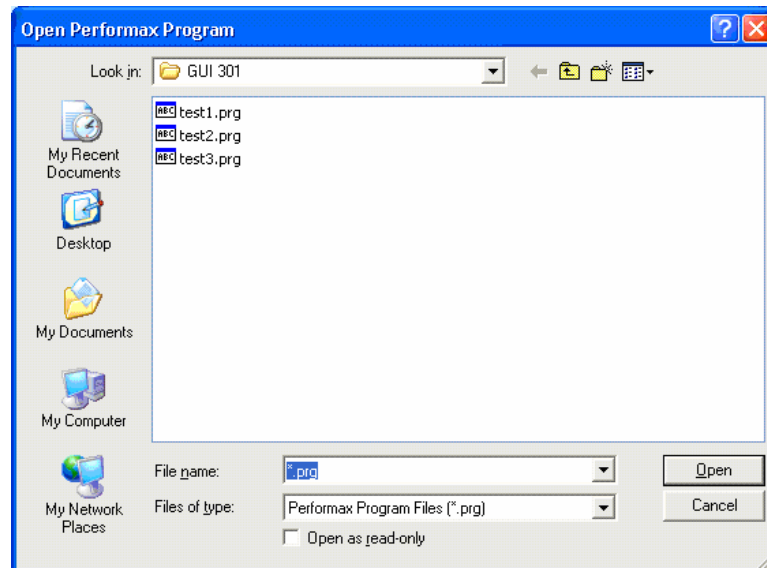 Open Performax Program
Look in: GUI 301
test1.prg
test2.prg
test3.prg
My Recent
Documents
Desktop
My Documents
My Computer
My Network
Places
File name: *.prg
Open
Files of type: Performax Program Files (*.prg)
Cancel
Open as read-only